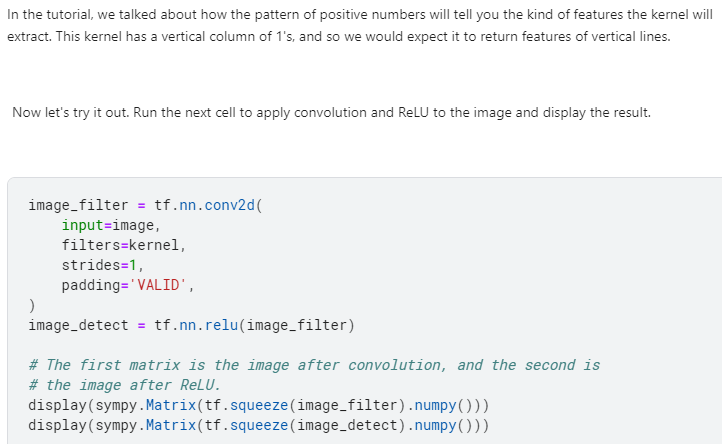 In the tutorial, we talked about how the pattern of positive numbers will tell you the kind of features the kernel will
extract. This kernel has a vertical column of 1's, and so we would expect it to return features of vertical lines.
Now let's try it out. Run the next cell to apply convolution and ReLU to the image and display the result.
image_filter = tf.nn.conv2d(
    input=image,
    filters=kernel,
    strides=1,
    padding='VALID',
)
image_detect = tf.nn.relu(image_filter)
# The first matrix is the image after convolution, and the second is
# the image after ReLU.
display(sympy.Matrix(tf.squeeze(image_filter).numpy()))
display(sympy.Matrix(tf.squeeze(image_detect).numpy()))